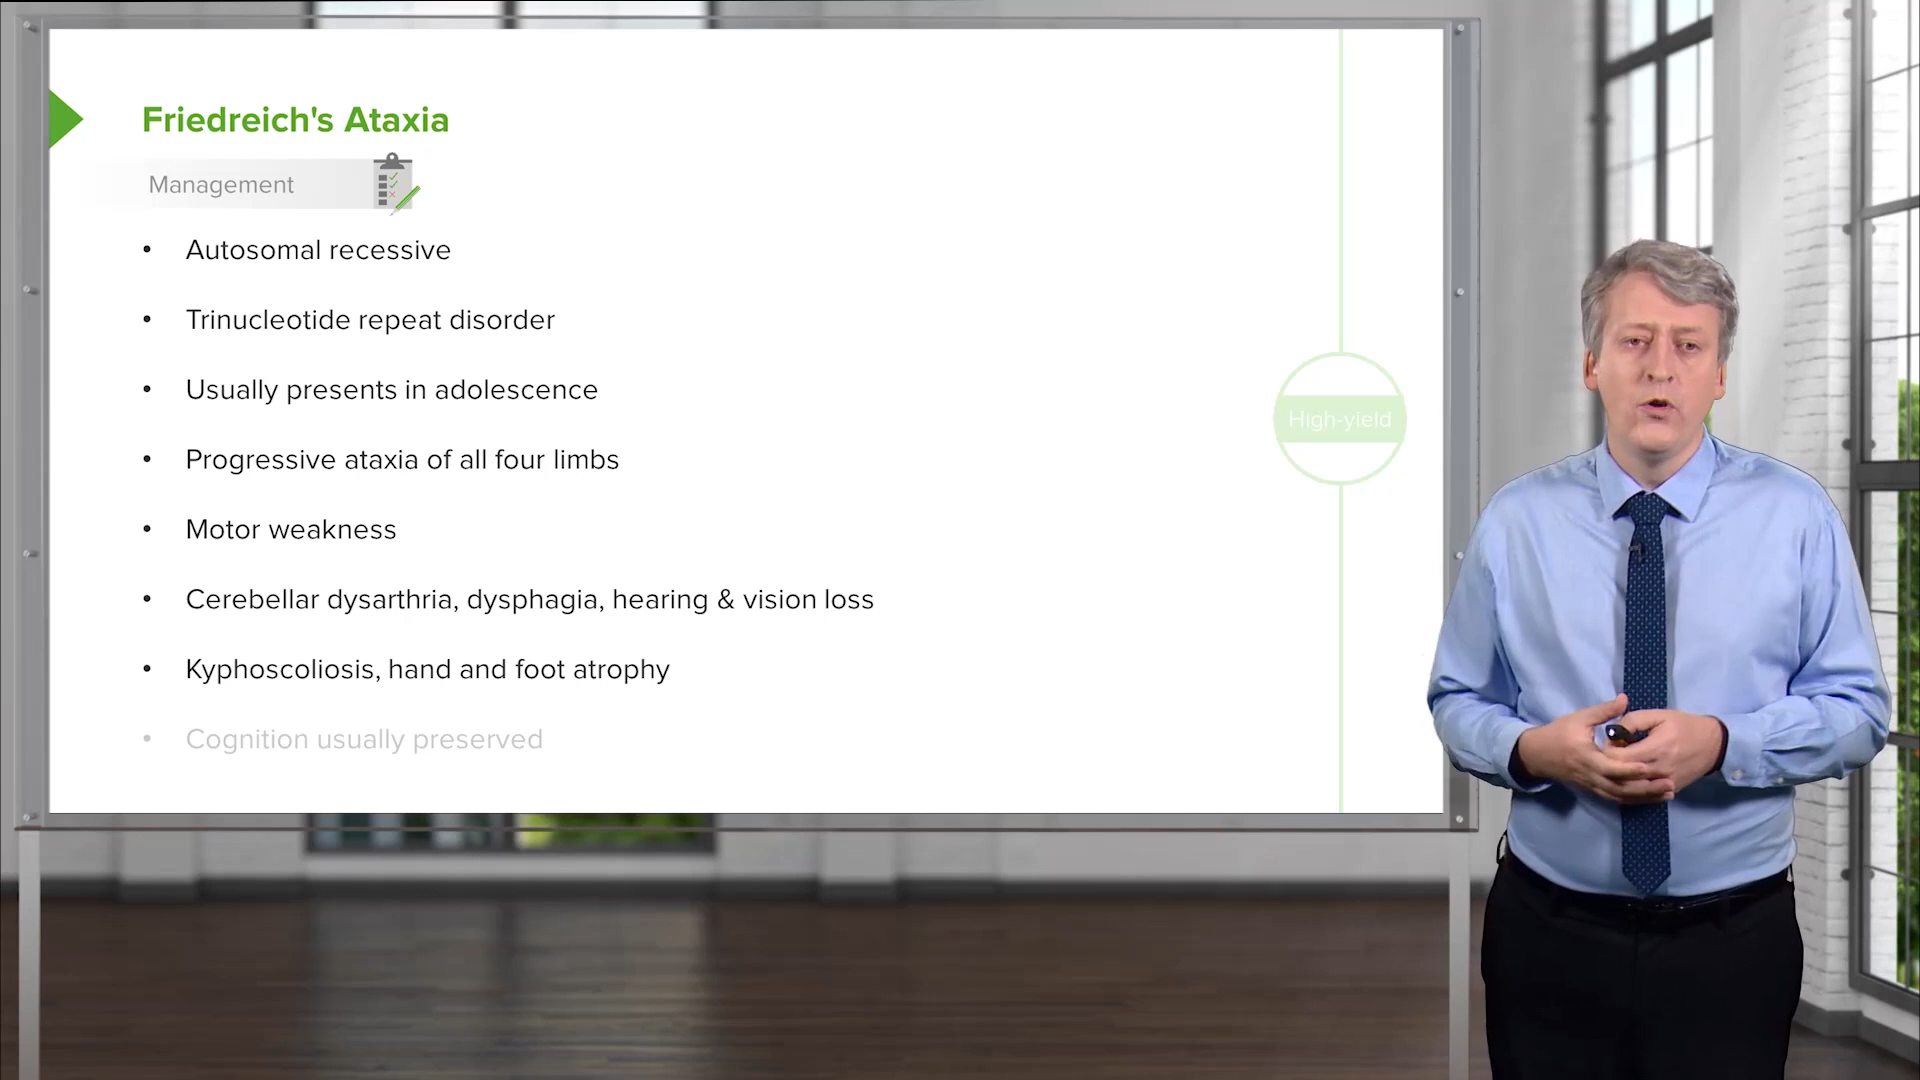 Friedreich's Ataxia
Management
• Autosomal recessive
• Trinucleotide repeat disorder
• Usually presents in adolescence
• Progressive ataxia of all four limbs
High-yield
• Motor weakness
• Cerebellar dysarthria, dysphagia, hearing & vision loss
• Kyphoscoliosis, hand and foot atrophy
• Cognition usually preserved